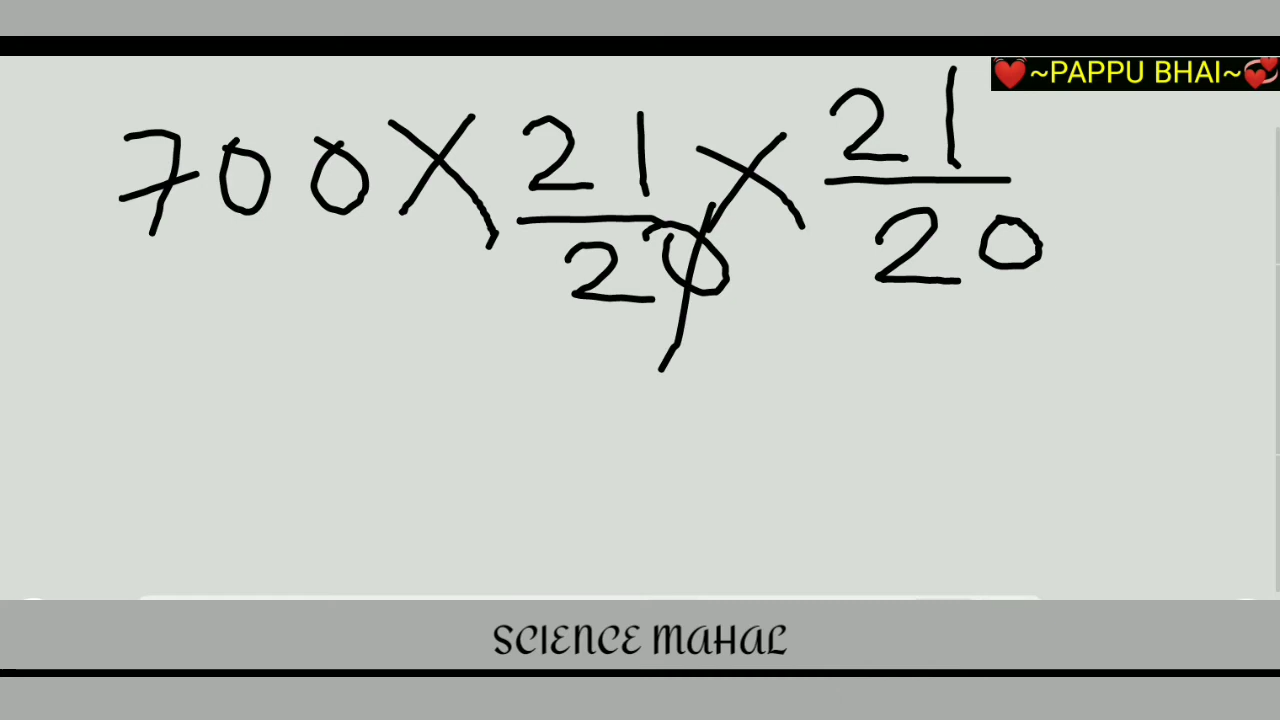 ❤️~PAPPU BHAI~💞
700 × 21/20 × 21/20
SCIENCE MAHAL